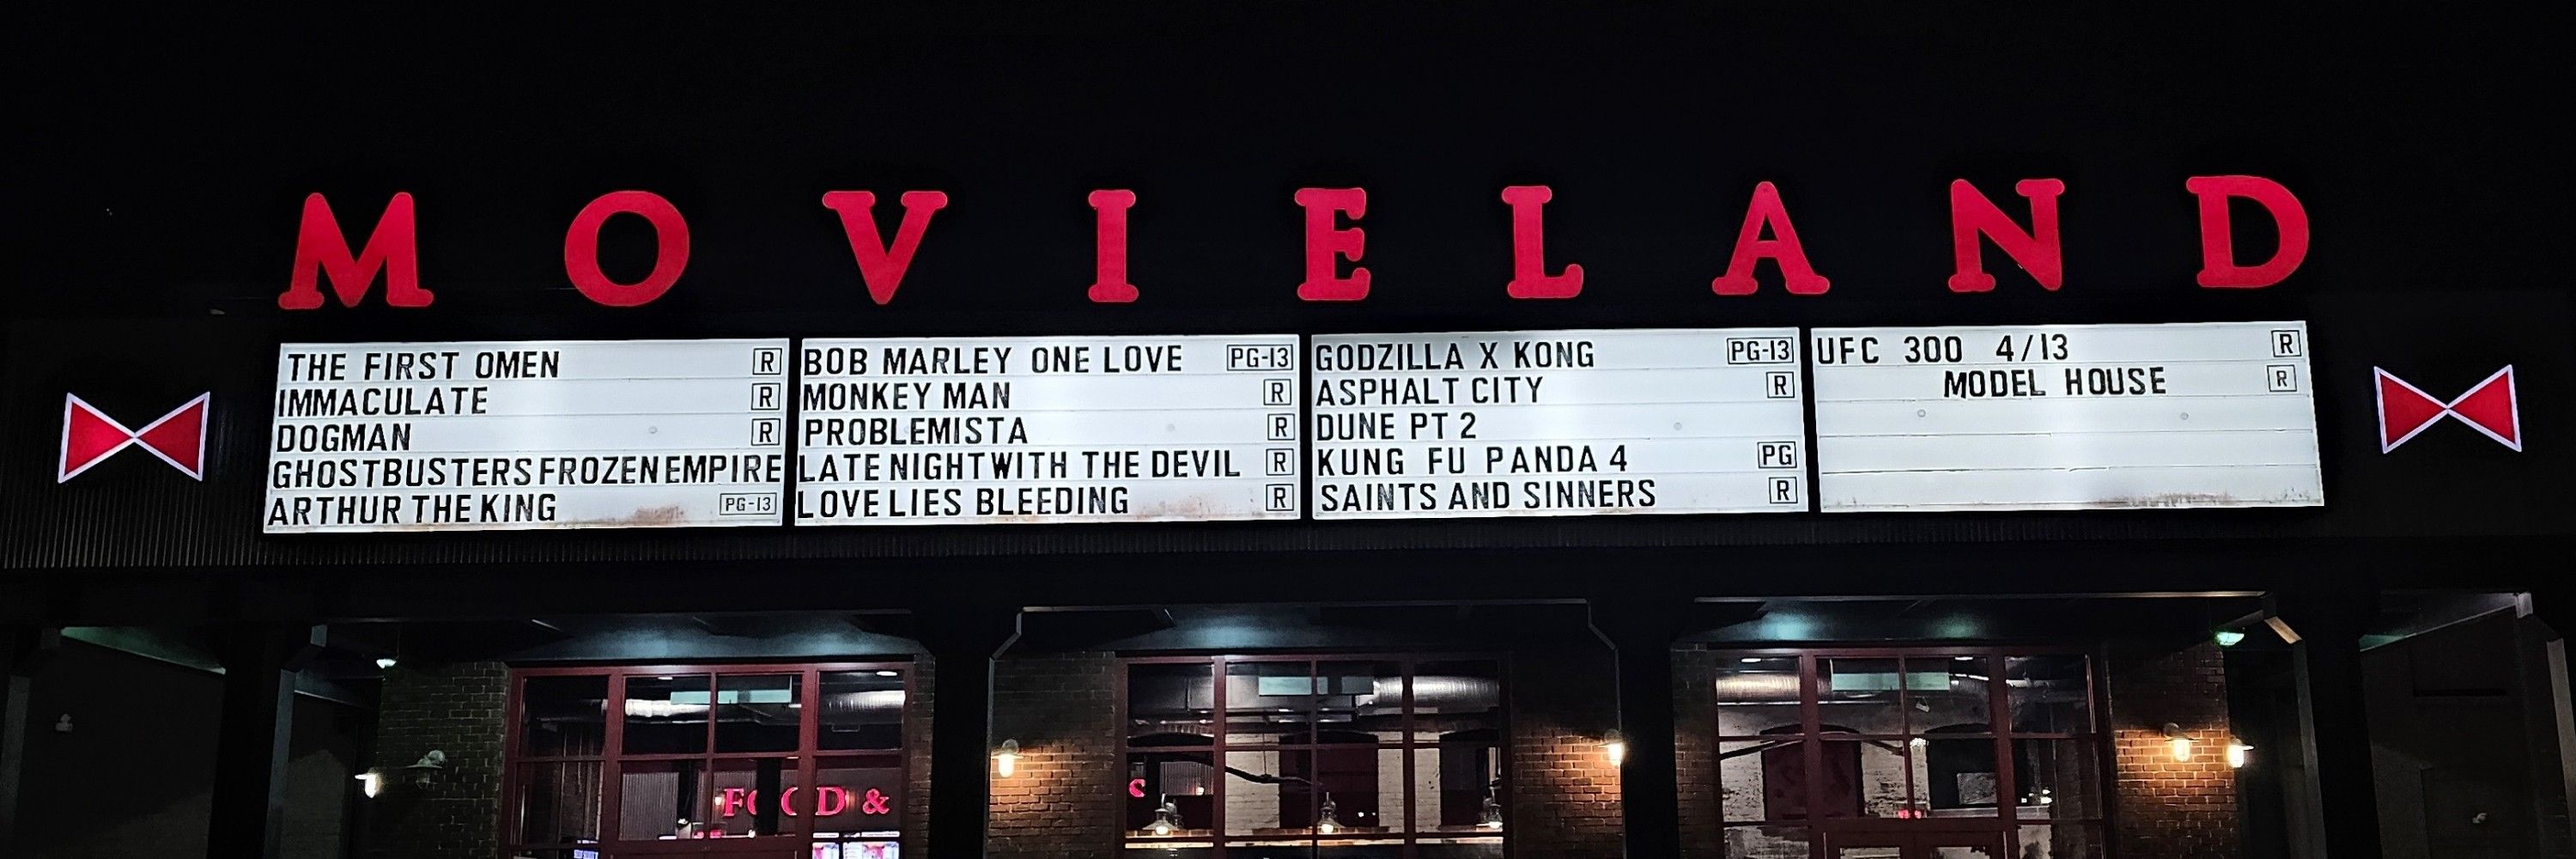 MOVIELAND
THE FIRST OMEN R
IMMACULATE R
DOGMAN R
GHOSTBUSTERS FROZEN EMPIRE
ARTHUR THE KING PG-13
BOB MARLEY ONE LOVE PG-13
MONKEY MAN R
PROBLEMISTA R
LATE NIGHT WITH THE DEVIL R
LOVE LIES BLEEDING R
GODZILLA X KONG PG-13
ASPHALT CITY R
DUNE PT 2
KUNG FU PANDA 4 PG
SAINTS AND SINNERS R
UFC 300 4/13 R
MODEL HOUSE R
FOOD &